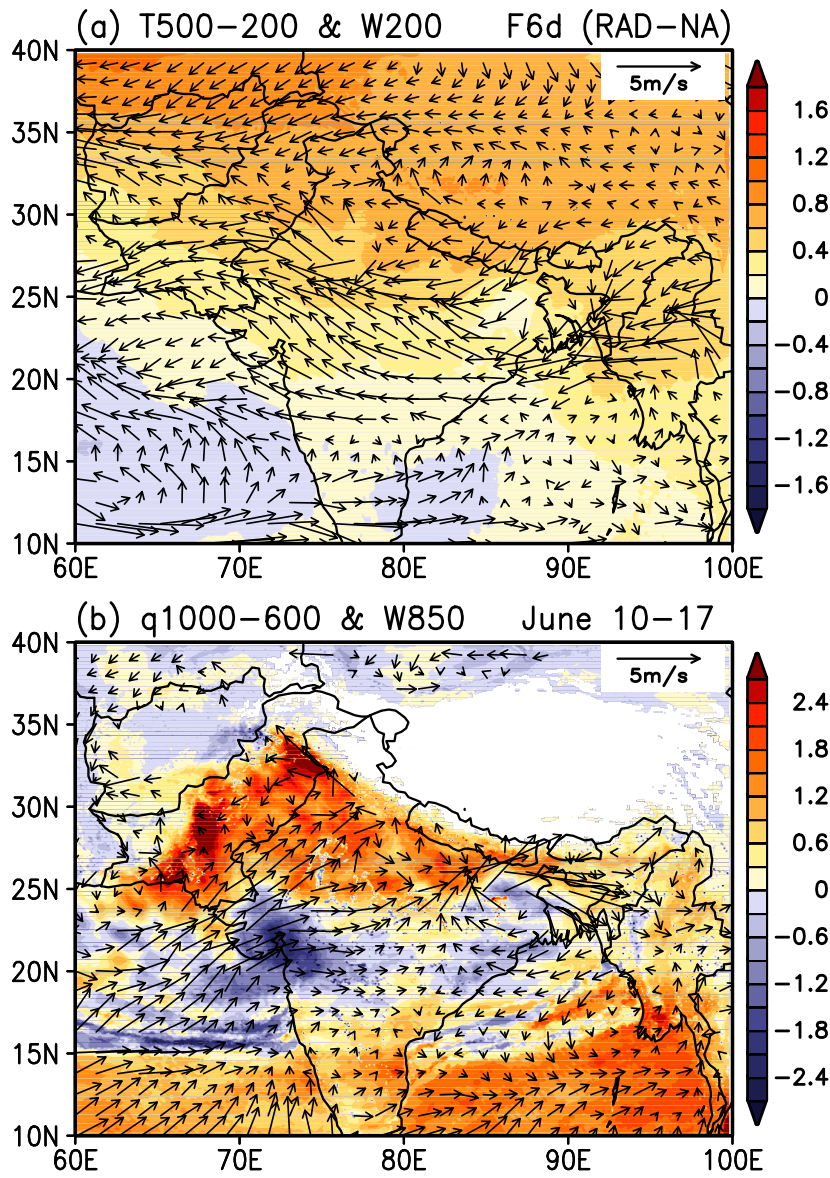 (a) T500-200 & W200 F6d (RAD-NA)
40N
5m/s
35N
30N
25N
20N
15N
10N
60E 70E 80E 90E 100E
1.6
1.2
0.8
0.4
0
-0.4
-0.8
-1.2
-1.6
(b) q1000-600 & W850 June 10-17
40N
5m/s
35N
30N
25N
20N
15N
10N
60E 70E 80E 90E 100E
2.4
1.8
1.2
0.6
0
-0.6
-1.2
-1.8
-2.4